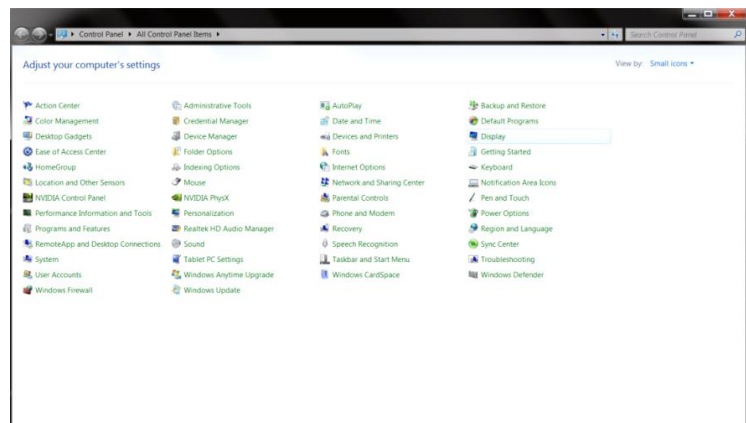 Control Panel All Control Panel Items Search Control Panel
Adjust your computer's settings View by: Small icons
Action Center Administrative Tools AutoPlay Backup and Restore
Color Management Credential Manager Date and Time Default Programs
Desktop Gadgets Device Manager Devices and Printers Display
Ease of Access Center Folder Options Fonts Getting Started
HomeGroup Indexing Options Internet Options Keyboard
Location and Other Sensors Mouse Network and Sharing Center Notification Area Icons
NVIDIA Control Panel NVIDIA PhysX Parental Controls Pen and Touch
Performance Information and Tools Personalization Phone and Modem Power Options
Programs and Features Realtek HD Audio Manager Recovery Region and Language
RemoteApp and Desktop Connections Sound Speech Recognition Sync Center
System Tablet PC Settings Taskbar and Start Menu Troubleshooting
User Accounts Windows Anytime Upgrade Windows CardSpace Windows Defender
Windows Firewall Windows Update